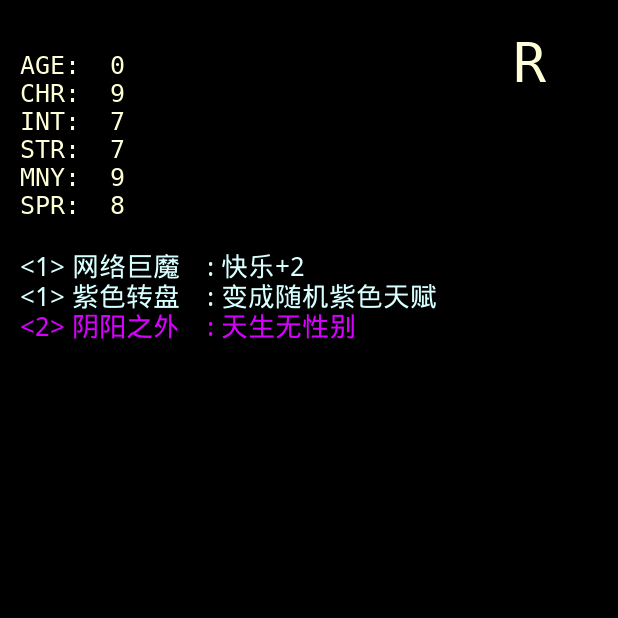 R
AGE: 0
CHR: 9
INT: 7
STR: 7
MNY: 9
SPR: 8
<1> 网络巨魔 : 快乐+2
<1> 紫色转盘 : 变成随机紫色天赋
<2> 阴阳之外 : 天生无性别